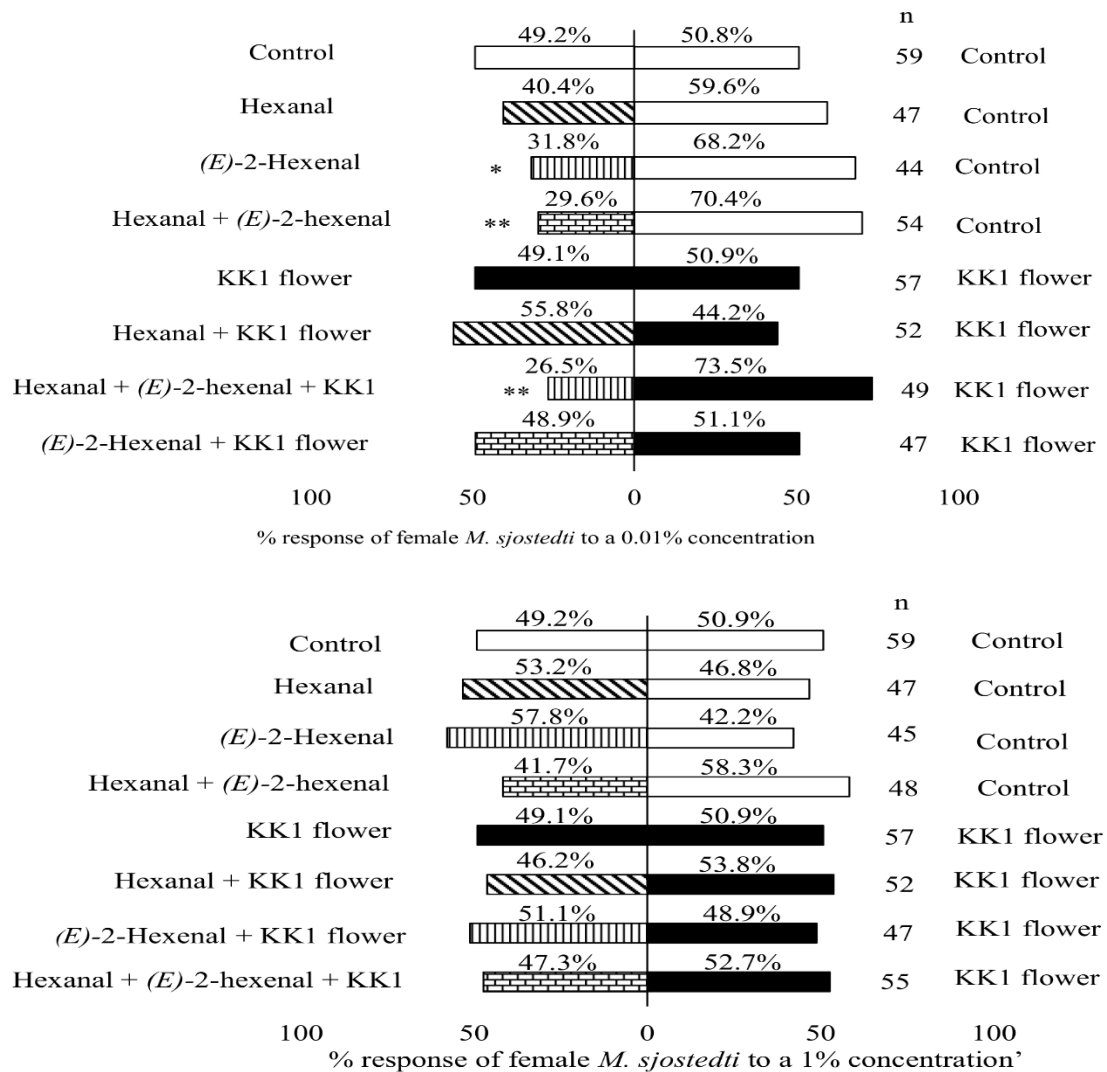 n
49.2% 50.8%
Control 59 Control
40.4% 59.6%
Hexanal 47 Control
31.8% 68.2%
(E)-2-Hexenal * 44 Control
29.6% 70.4%
Hexanal + (E)-2-hexenal ** 54 Control
49.1% 50.9%
KK1 flower 57 KK1 flower
55.8% 44.2%
Hexanal + KK1 flower 52 KK1 flower
26.5% 73.5%
Hexanal + (E)-2-hexenal + KK1 ** 49 KK1 flower
48.9% 51.1%
(E)-2-Hexenal + KK1 flower 47 KK1 flower
100 50 0 50 100
% response of female M. sjostedti to a 0.01% concentration
n
49.2% 50.9%
Control 59 Control
53.2% 46.8%
Hexanal 47 Control
57.8% 42.2%
(E)-2-Hexenal 45 Control
41.7% 58.3%
Hexanal + (E)-2-hexenal 48 Control
49.1% 50.9%
KK1 flower 57 KK1 flower
46.2% 53.8%
Hexanal + KK1 flower 52 KK1 flower
51.1% 48.9%
(E)-2-Hexenal + KK1 flower 47 KK1 flower
47.3% 52.7%
Hexanal + (E)-2-hexenal + KK1 55 KK1 flower
100 50 0 50 100
% response of female M. sjostedti to a 1% concentration’